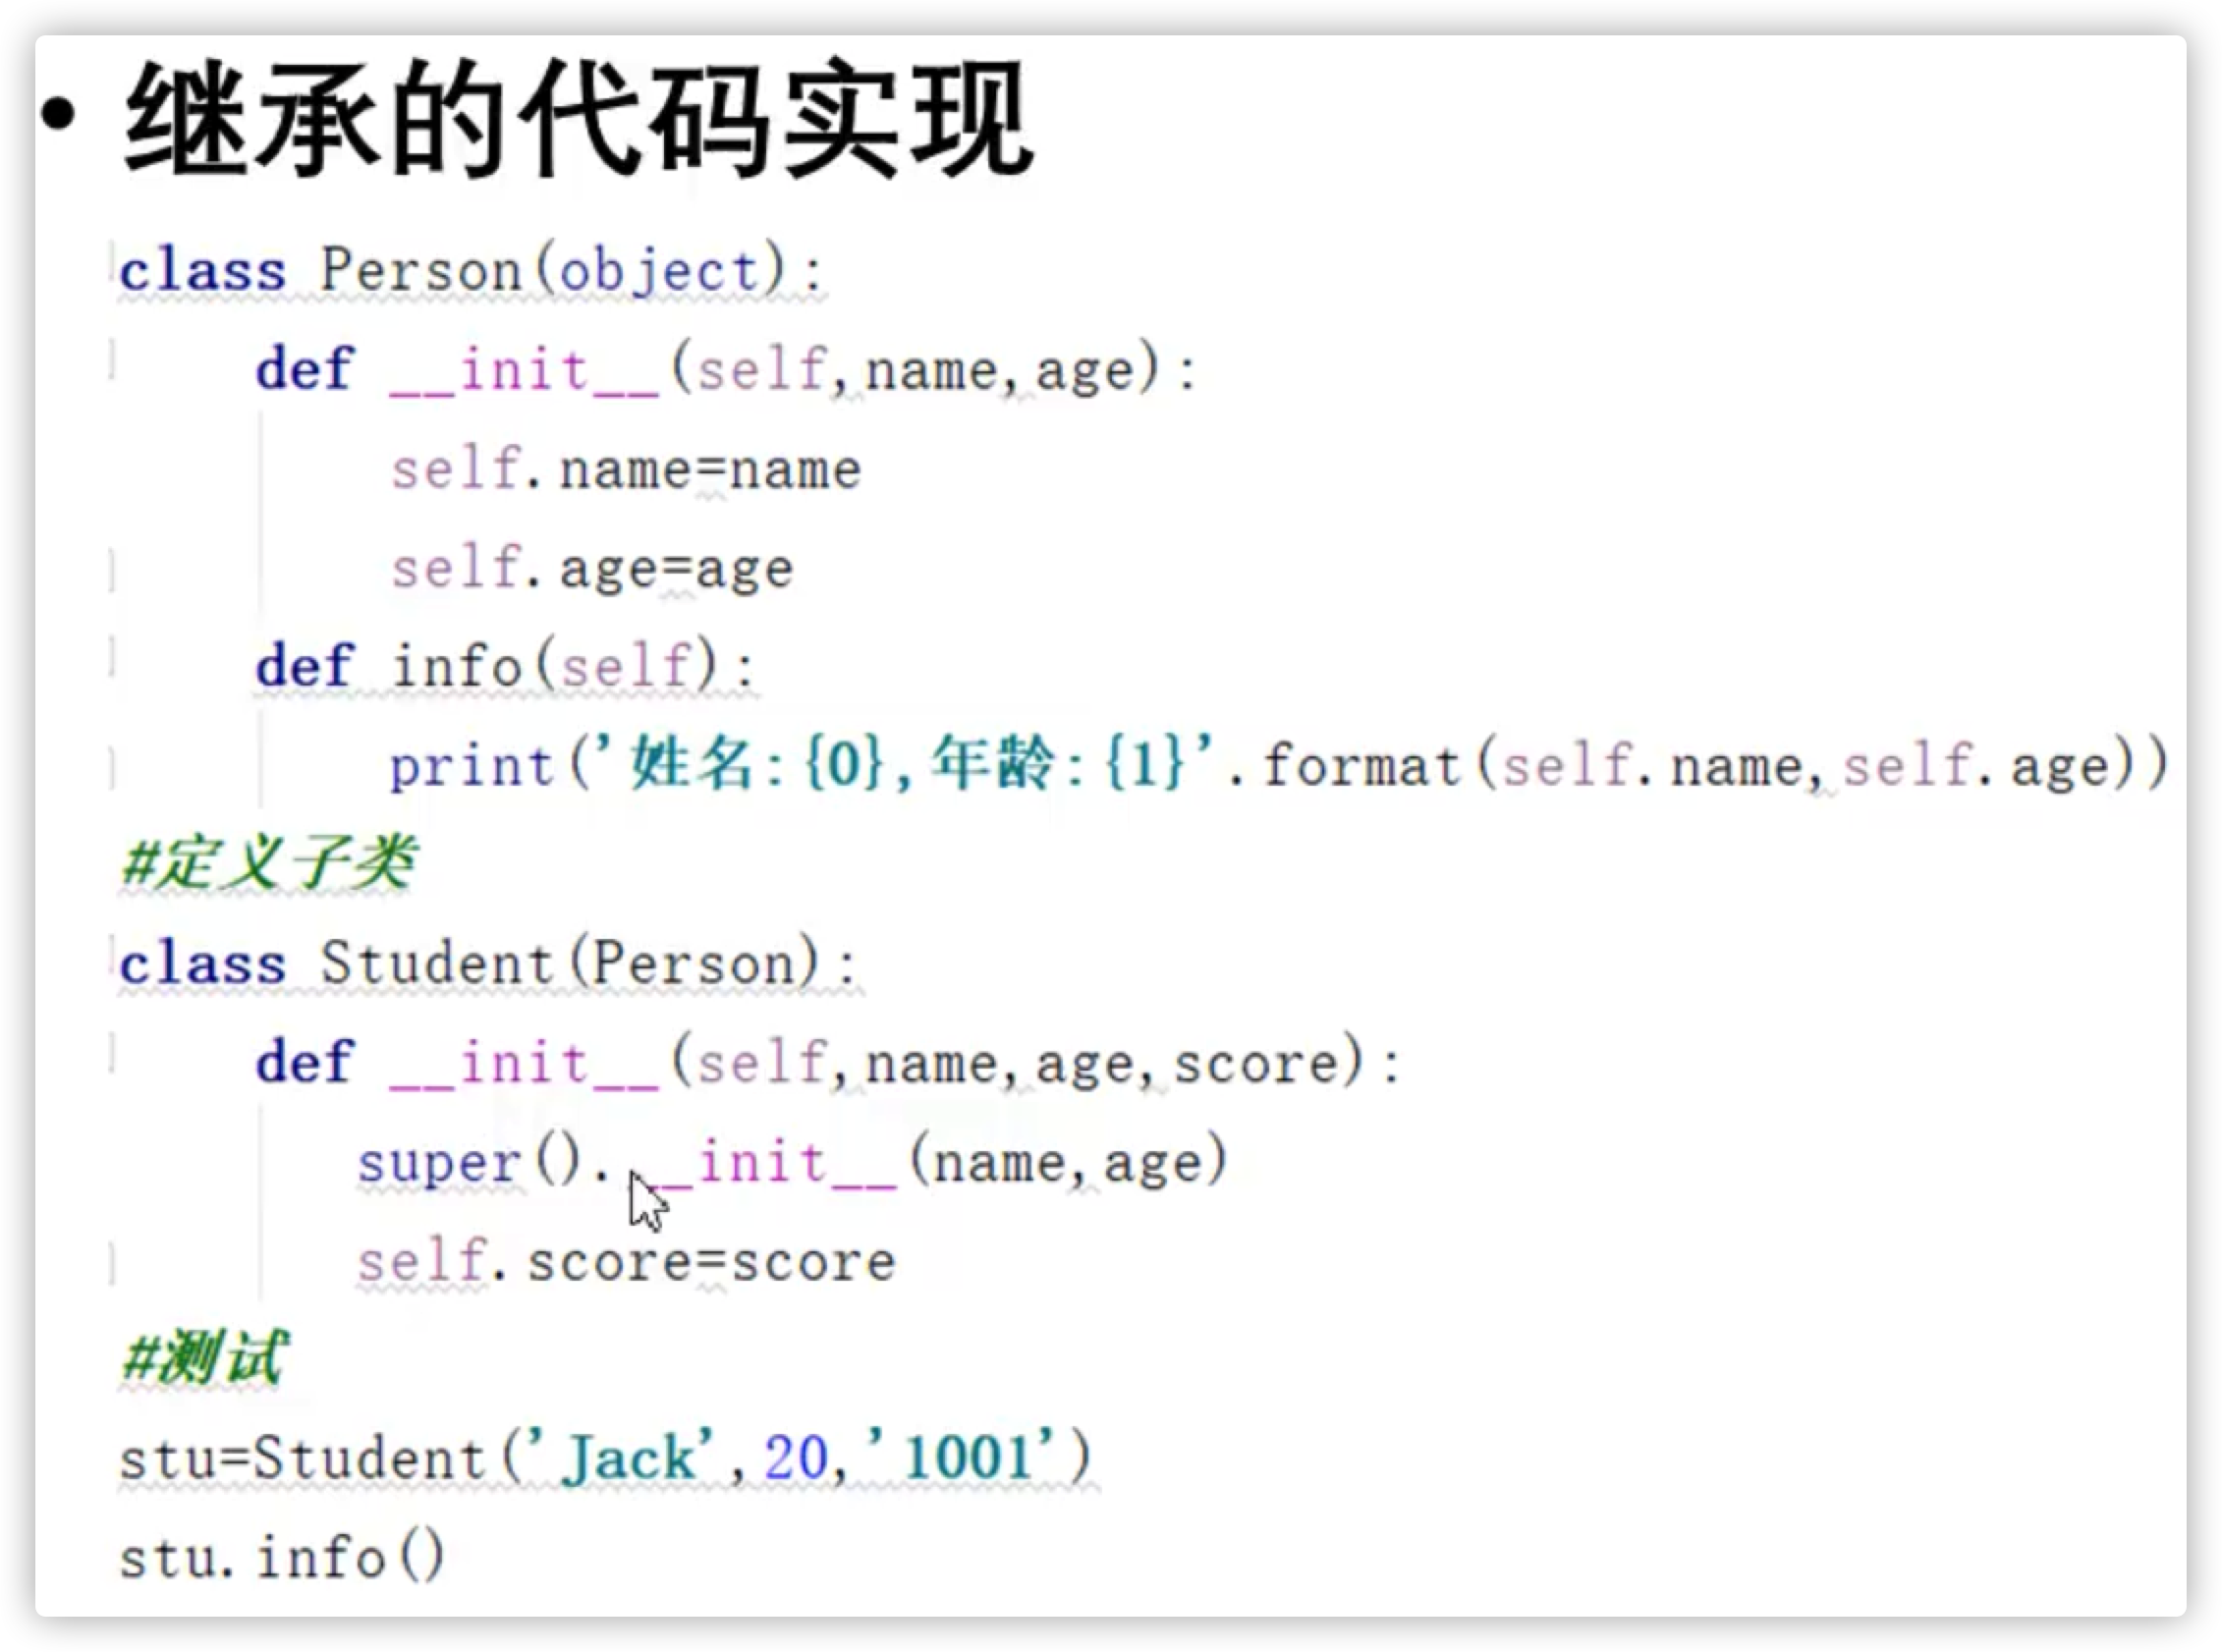 • 继承的代码实现
class Person(object):
    def __init__(self,name,age):
        self.name=name
        self.age=age
    def info(self):
        print('姓名:{0},年龄:{1}'.format(self.name,self.age))
#定义子类
class Student(Person):
    def __init__(self,name,age,score):
      super().__init__(name,age)
      self.score=score
#测试
stu=Student('Jack',20,'1001')
stu.info()